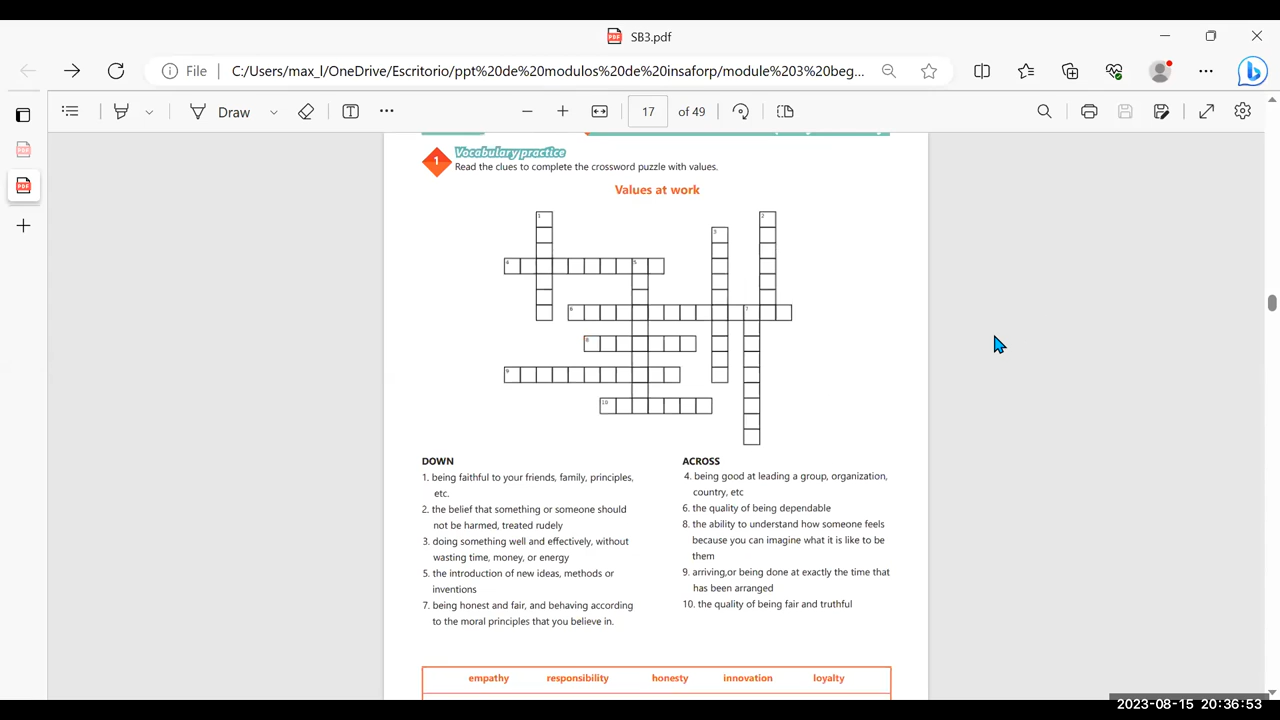 SB3.pdf
File
C:/Users/max_l/OneDrive/Escritorio/ppt%20de%20modulos%20de%20insaforp/module%203%20beg...
Draw
17 of 49
1
Vocabulary practice
Read the clues to complete the crossword puzzle with values.
Values at work
1
2
3
4
5
6
7
8
9
10
DOWN
1. being faithful to your friends, family, principles,
etc.
2. the belief that something or someone should
not be harmed, treated rudely
3. doing something well and effectively, without
wasting time, money, or energy
5. the introduction of new ideas, methods or
inventions
7. being honest and fair, and behaving according
to the moral principles that you believe in.
ACROSS
4. being good at leading a group, organization,
country, etc
6. the quality of being dependable
8. the ability to understand how someone feels
because you can imagine what it is like to be
them
9. arriving,or being done at exactly the time that
has been arranged
10. the quality of being fair and truthful
empathy responsibility honesty innovation loyalty
2023-08-15 20:36:53